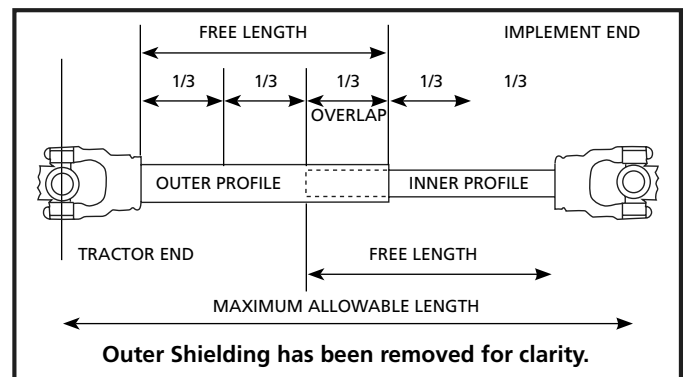 FREE LENGTH IMPLEMENT END
1/3 1/3 1/3 1/3 1/3
OVERLAP
OUTER PROFILE INNER PROFILE
TRACTOR END FREE LENGTH
MAXIMUM ALLOWABLE LENGTH
Outer Shielding has been removed for clarity.